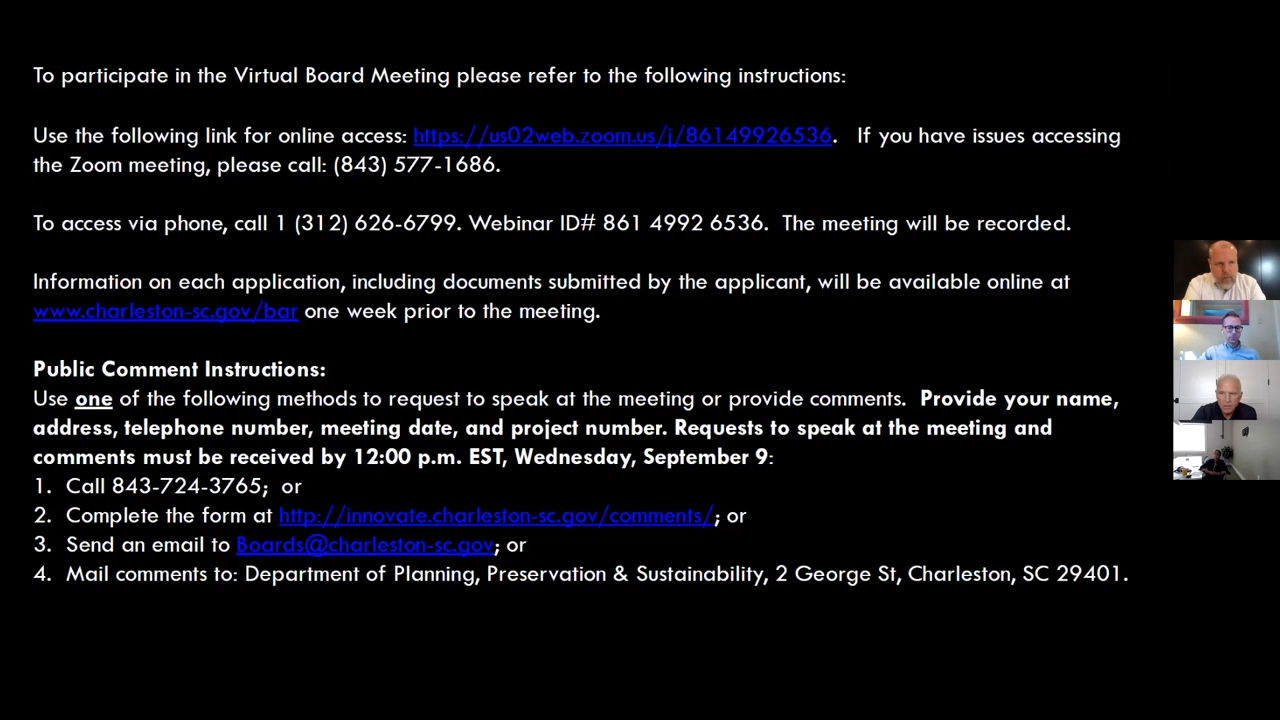 To participate in the Virtual Board Meeting please refer to the following instructions:
Use the following link for online access: https://us02web.zoom.us/j/86149926536. If you have issues accessing
the Zoom meeting, please call: (843) 577-1686.
To access via phone, call 1 (312) 626-6799. Webinar ID# 861 4992 6536. The meeting will be recorded.
Information on each application, including documents submitted by the applicant, will be available online at
www.charleston-sc.gov/bar one week prior to the meeting.
Public Comment Instructions:
Use one of the following methods to request to speak at the meeting or provide comments. Provide your name,
address, telephone number, meeting date, and project number. Requests to speak at the meeting and
comments must be received by 12:00 p.m. EST, Wednesday, September 9:
1. Call 843-724-3765; or
2. Complete the form at http://innovate.charleston-sc.gov/comments/; or
3. Send an email to Boards@charleston-sc.gov; or
4. Mail comments to: Department of Planning, Preservation & Sustainability, 2 George St, Charleston, SC 29401.